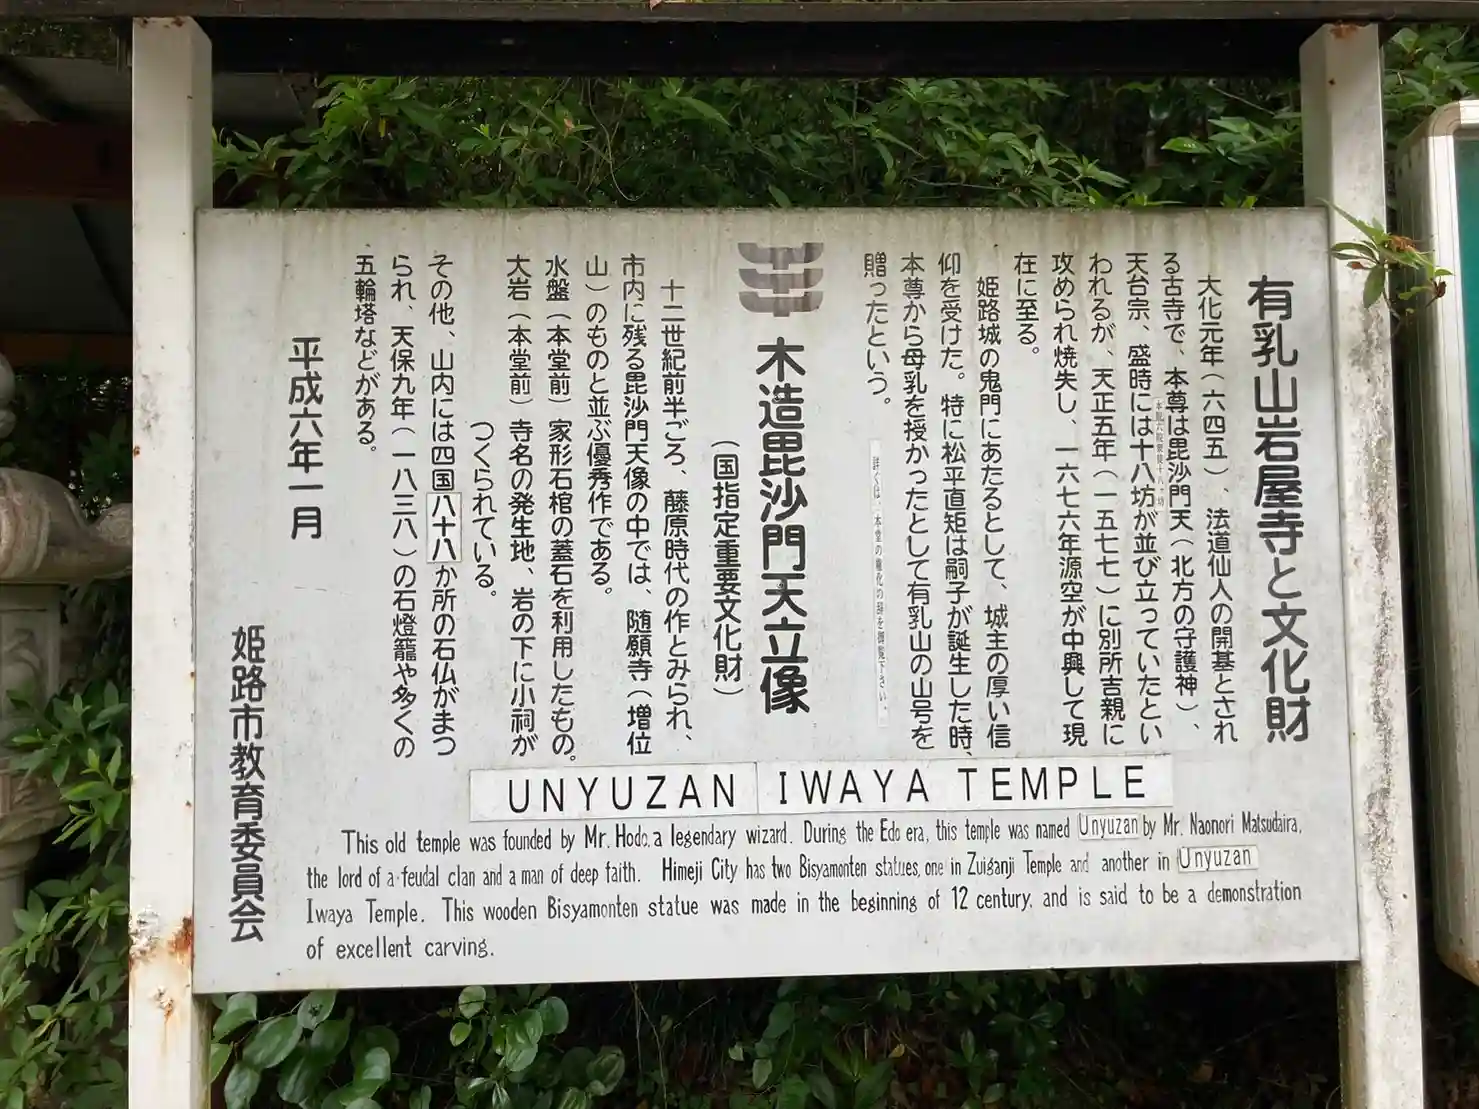 有乳山岩屋寺と文化財
大化元年(六四五)、法道仙人の開基とされ
る古寺で、本尊は毘沙門天(北方の守護神)、
天台宗、盛時には十八坊が並び立っていたとい
われるが、天正五年(一五七七)に別所吉親に
攻められ焼失し、一六七六年源空が中興して現
在に至る。
姫路城の鬼門にあたるとして、城主の厚い信
仰を受けた。特に松平直矩は嗣子が誕生した時、
本尊から母乳を授かったとして有乳山の山号を
贈ったという。
詳くは、本堂の
を御覧下さい。
木造毘沙門天立像
(国指定重要文化財)
十二世紀前半ごろ、藤原時代の作とみられ、
市内に残る毘沙門天像の中では、随願寺(増位
山)のものと並ぶ優秀作である。
水盤(本堂前) 家形石棺の蓋石を利用したもの。
大岩(本堂前) 寺名の発生地、岩の下に小祠が
つくられている。
その他、山内には四国八十八か所の石仏がまつ
られ、天保九年(一八三八)の石燈籠や多くの
五輪塔などがある。
平成六年一月
姫路市教育委員会
UNYUZAN IWAYA TEMPLE
This old temple was founded by Mr. Hodo, a legendary wizard. During the Edo era, this temple was named Unyuzan by Mr. Naonori Matsudaira,
the lord of a feudal clan and a man of deep faith. Himeji City has two Bisyamonten statues, one in Zuiganji Temple and another in Unyuzan
Iwaya Temple. This wooden Bisyamonten statue was made in the beginning of 12 century, and is said to be a demonstration
of excellent carving.